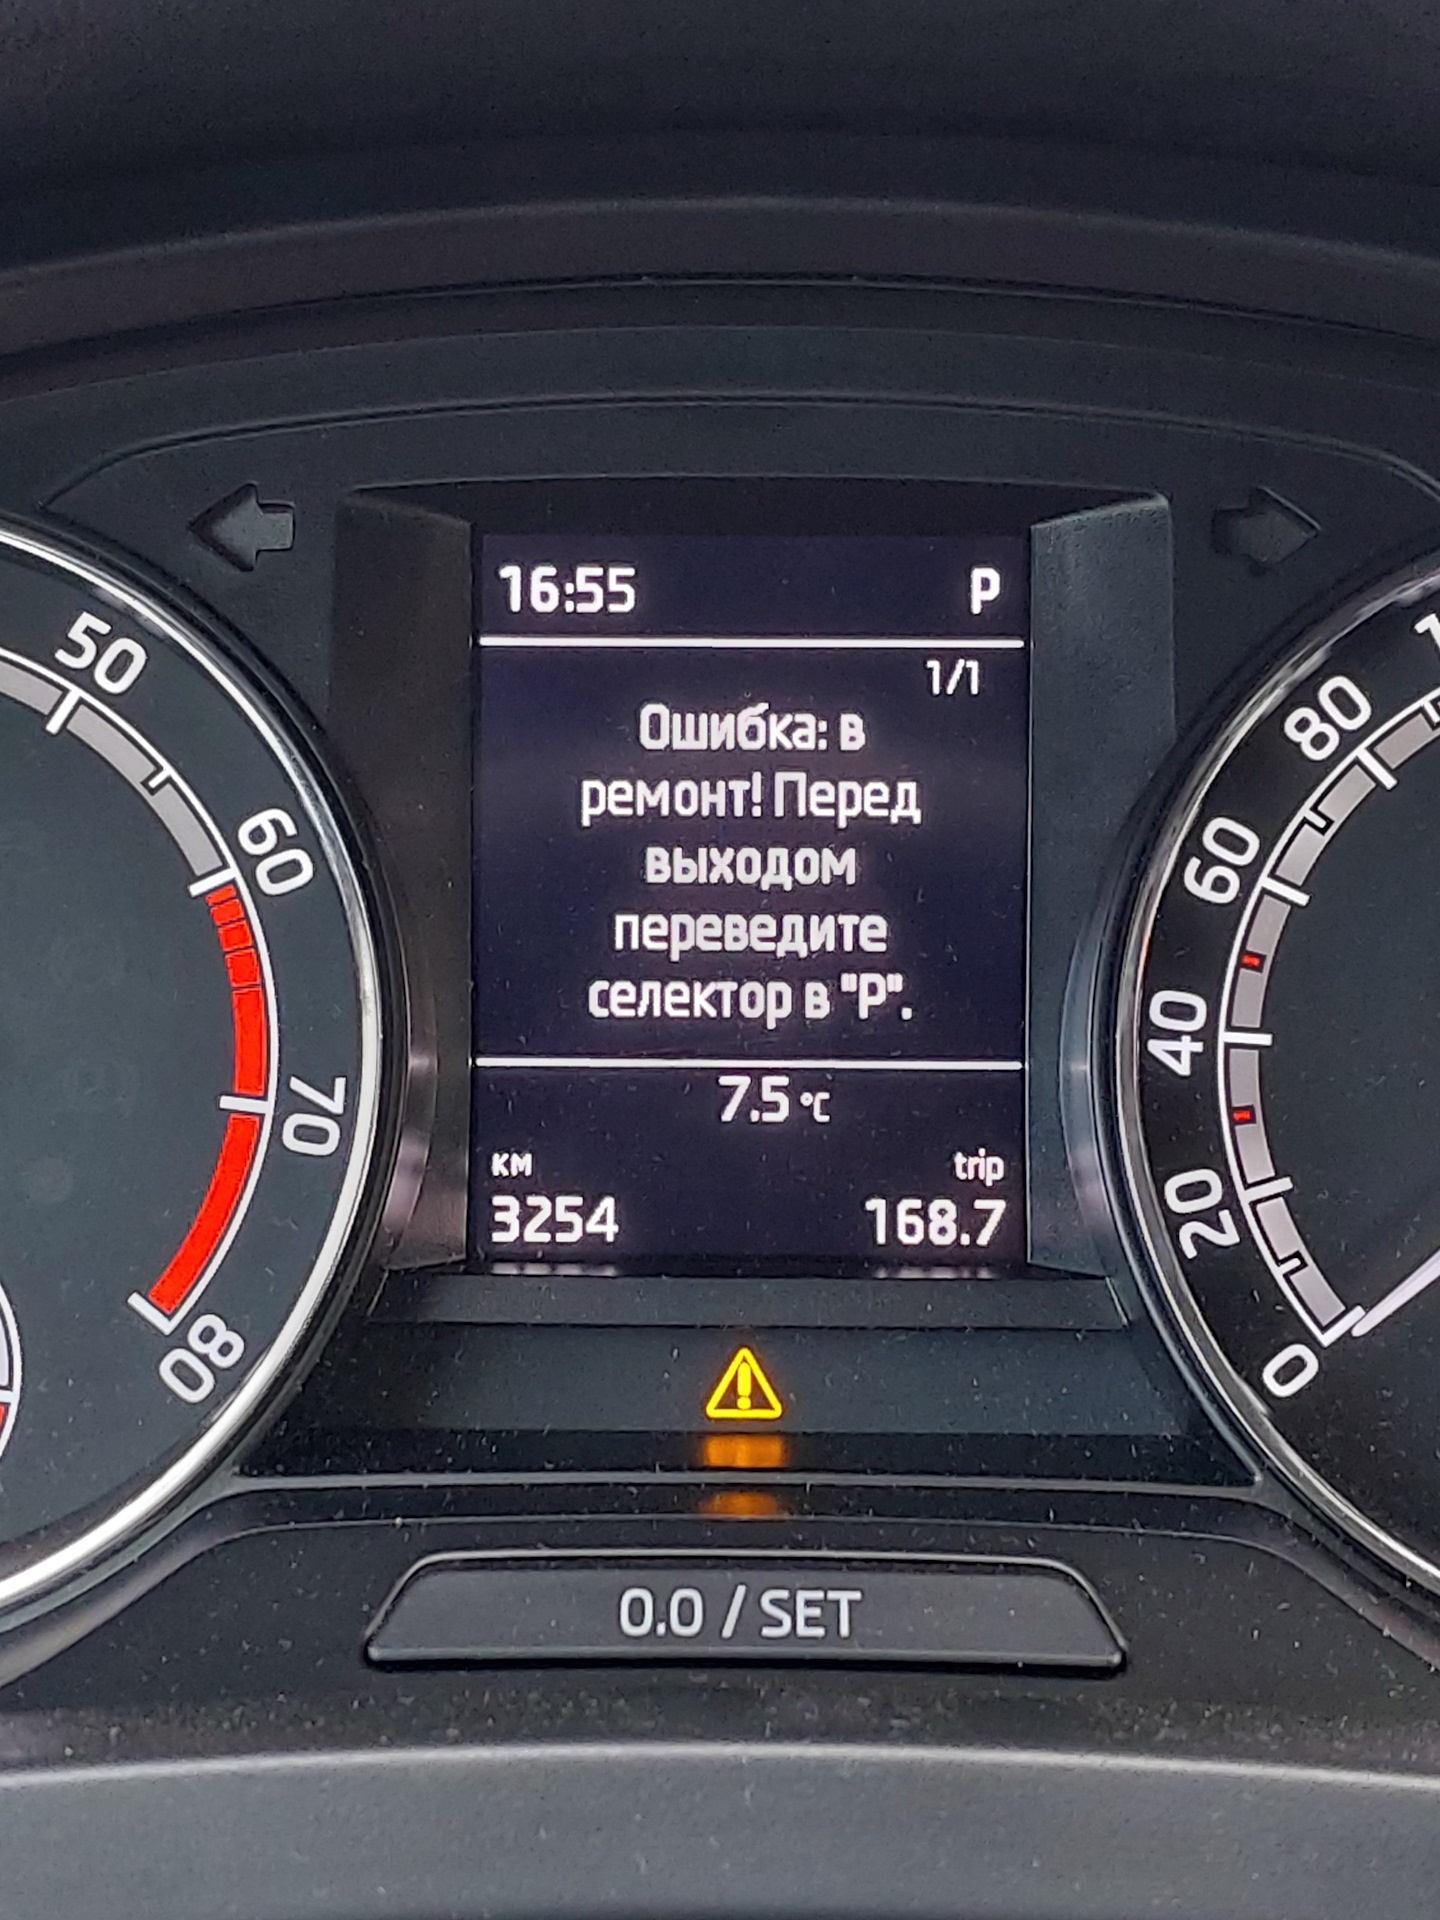 16:55 P
1/1
Ошибка: в
ремонт! Перед
выходом
переведите
селектор в "P".
7.5 °C
км trip
3254 168.7
50
60
70
80
80
60
40
20
0
0.0 / SET